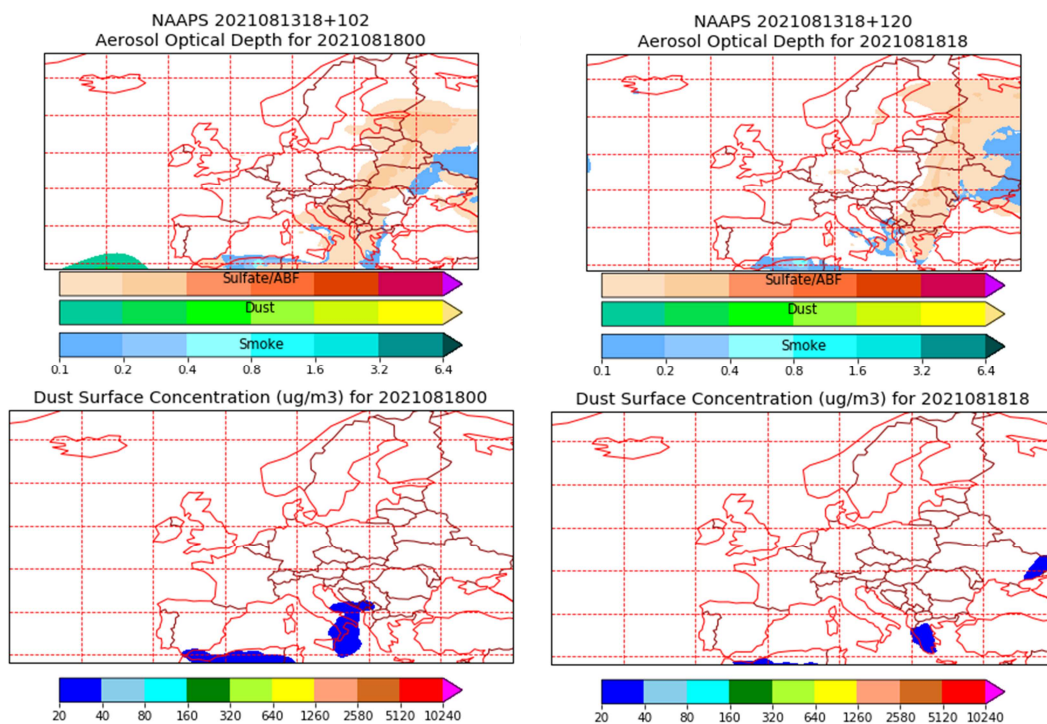 NAAPS 2021081318+102
Aerosol Optical Depth for 2021081800
Sulfate/ABF
Dust
Smoke
0.1 0.2 0.4 0.8 1.6 3.2 6.4
NAAPS 2021081318+120
Aerosol Optical Depth for 2021081818
Sulfate/ABF
Dust
Smoke
0.1 0.2 0.4 0.8 1.6 3.2 6.4
Dust Surface Concentration (ug/m3) for 2021081800
20 40 80 160 320 640 1260 2580 5120 10240
Dust Surface Concentration (ug/m3) for 2021081818
20 40 80 160 320 640 1260 2580 5120 10240